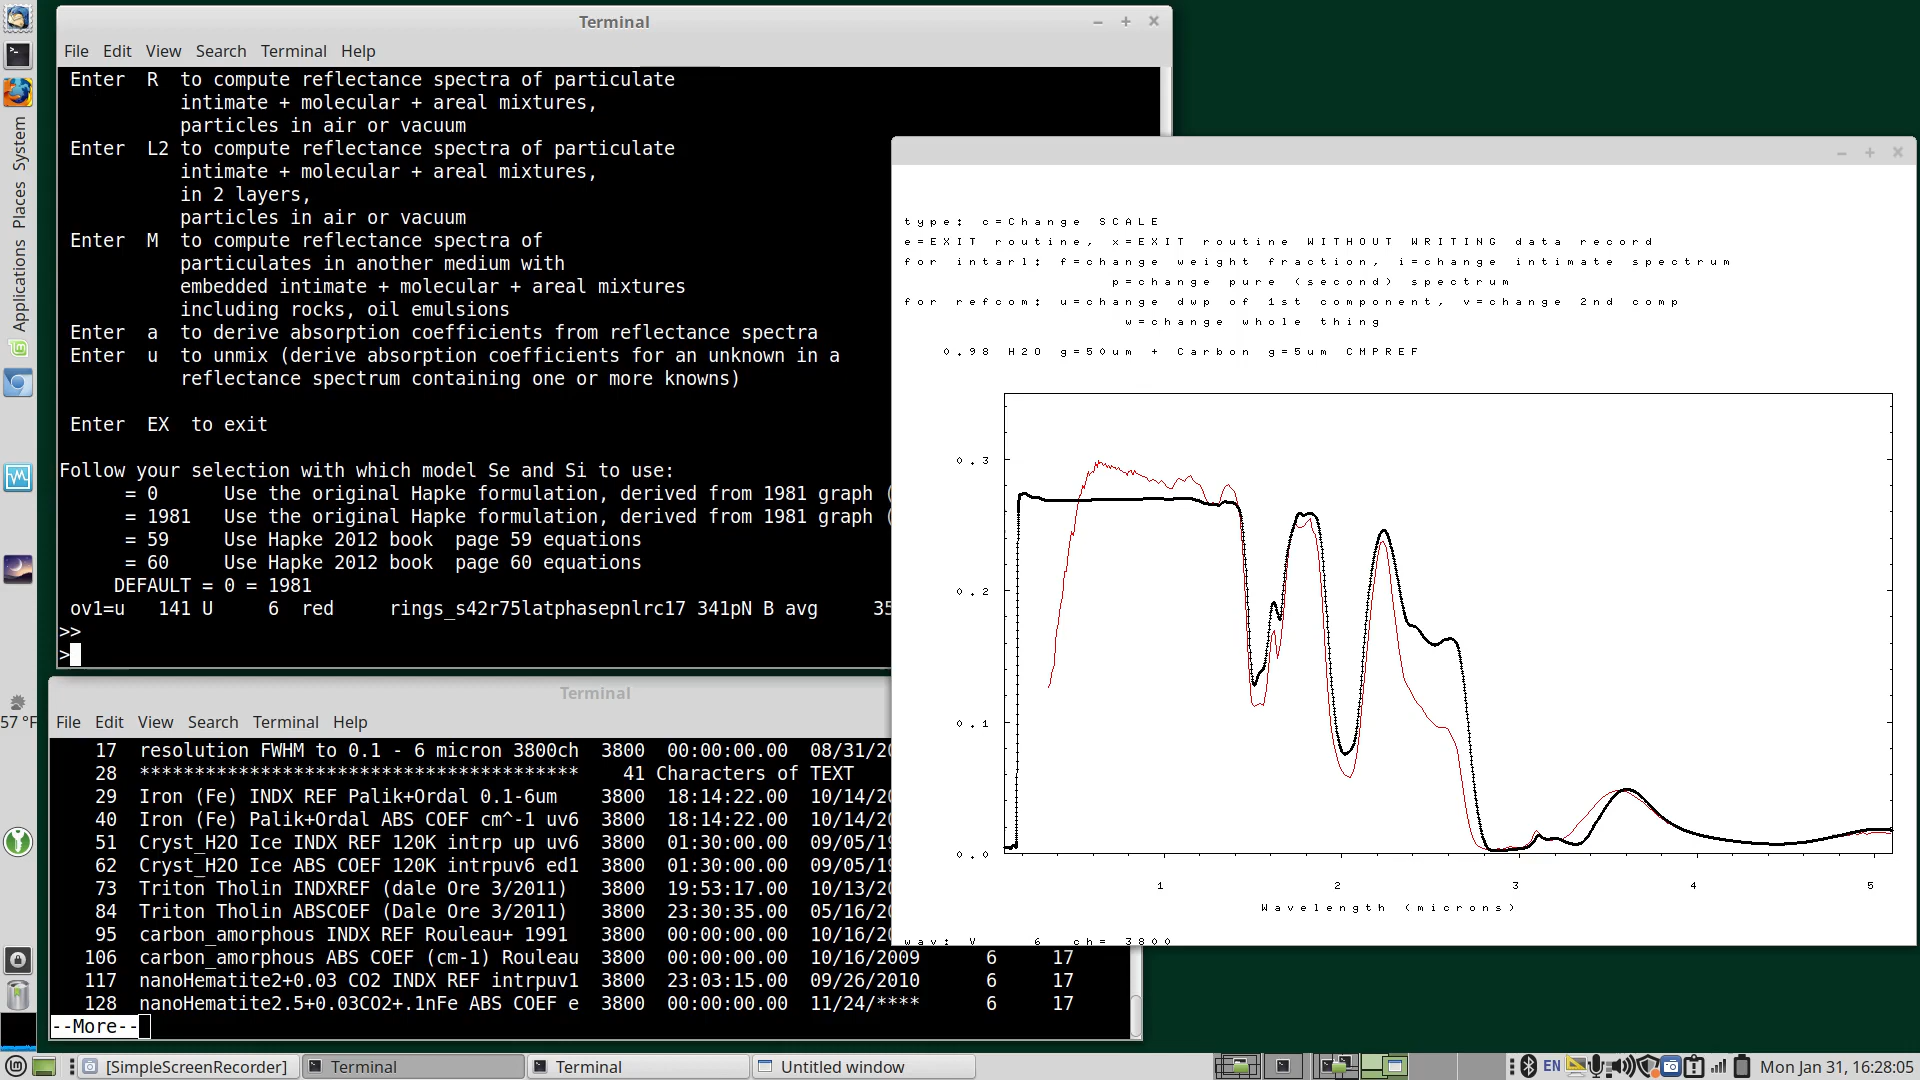 Terminal
File Edit View Search Terminal Help
Enter R to compute reflectance spectra of particulate
intimate + molecular + areal mixtures,
particles in air or vacuum
Enter L2 to compute reflectance spectra of particulate
intimate + molecular + areal mixtures,
in 2 layers,
particles in air or vacuum
Enter M to compute reflectance spectra of
particulates in another medium with
embedded intimate + molecular + areal mixtures
including rocks, oil emulsions
Enter a to derive absorption coefficients from reflectance spectra
Enter u to unmix (derive absorption coefficients for an unknown in a
reflectance spectrum containing one or more knowns)
Enter EX to exit
Follow your selection with which model Se and Si to use:
= 0 Use the original Hapke formulation, derived from 1981 graph (
= 1981 Use the original Hapke formulation, derived from 1981 graph (
= 59 Use Hapke 2012 book page 59 equations
= 60 Use Hapke 2012 book page 60 equations
DEFAULT = 0 = 1981
ov1=u 141 U 6 red rings_s42r75latphasepnlrc17 341pN B avg 35
>>
>
type: c=Change SCALE
e=EXIT routine, x=EXIT routine WITHOUT WRITING data record
for intarl: f=change weight fraction, i=change intimate spectrum
p=change pure (second) spectrum
for refcom: u=change dwp of 1st component, v=change 2nd comp
w=change whole thing
0.98 H2O g=50um + Carbon g=5um CMPREF
0.3
0.2
0.1
0.0
1 2 3 4 5
Wavelength (microns)
wav: V 6 ch= 3800
Terminal
File Edit View Search Terminal Help
17 resolution FWHM to 0.1 - 6 micron 3800ch 3800 00:00:00.00 08/31/20
28 **************************************** 41 Characters of TEXT
29 Iron (Fe) INDX REF Palik+Ordal 0.1-6um 3800 18:14:22.00 10/14/20
40 Iron (Fe) Palik+Ordal ABS COEF cm^-1 uv6 3800 18:14:22.00 10/14/20
51 Cryst_H2O Ice INDX REF 120K intrp up uv6 3800 01:30:00.00 09/05/19
62 Cryst_H2O Ice ABS COEF 120K intrpuv6 ed1 3800 01:30:00.00 09/05/19
73 Triton Tholin INDXREF (dale Ore 3/2011) 3800 19:53:17.00 10/13/20
84 Triton Tholin ABSCOEF (Dale Ore 3/2011) 3800 23:30:35.00 05/16/20
95 carbon_amorphous INDX REF Rouleau+ 1991 3800 00:00:00.00 10/16/20
106 carbon_amorphous ABS COEF (cm-1) Rouleau 3800 00:00:00.00 10/16/2009 6 17
117 nanoHematite2+0.03 CO2 INDX REF intrpuv1 3800 23:03:15.00 09/26/2010 6 17
128 nanoHematite2.5+0.03CO2+.1nFe ABS COEF e 3800 00:00:00.00 11/24/**** 6 17
--More--
Applications Places System
57 °F
[SimpleScreenRecorder] Terminal Terminal Untitled window EN Mon Jan 31, 16:28:05